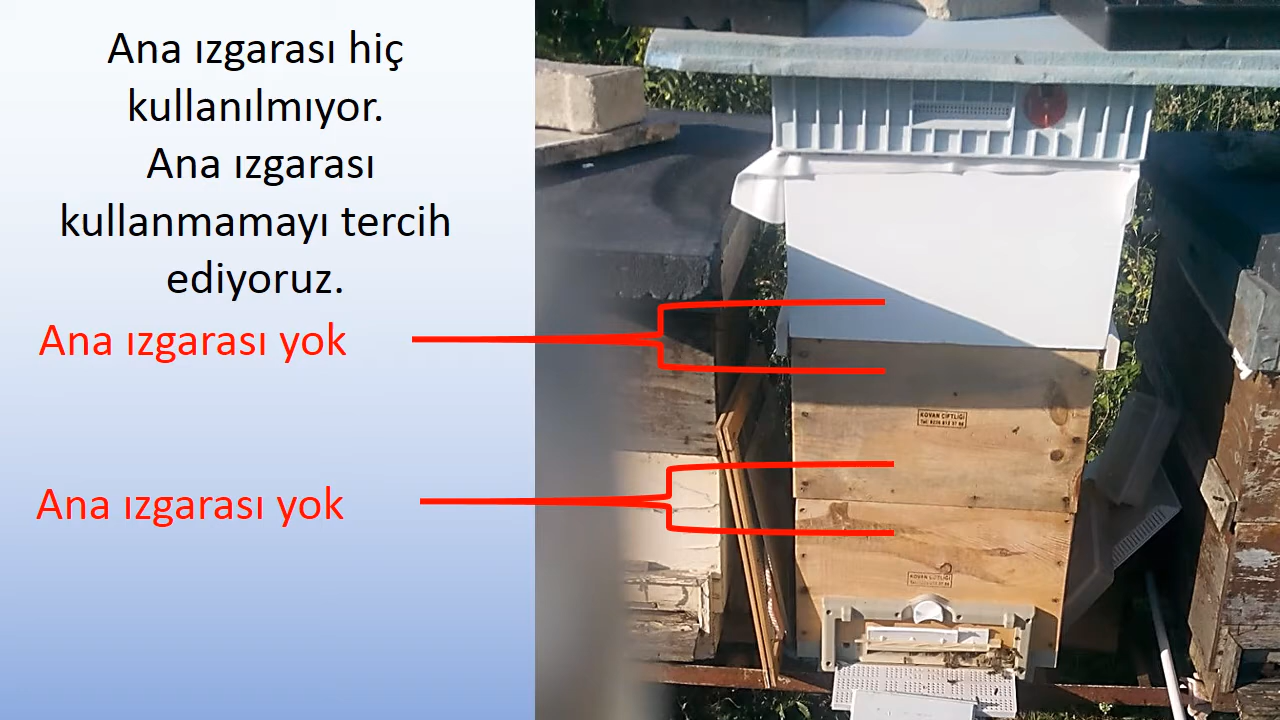 Ana ızgarası hiç
kullanılmıyor.
Ana ızgarası
kullanmamayı tercih
ediyoruz.
Ana ızgarası yok
Ana ızgarası yok
KOVAN ÇİFTLİĞİ
KOVAN ÇİFTLİĞİ